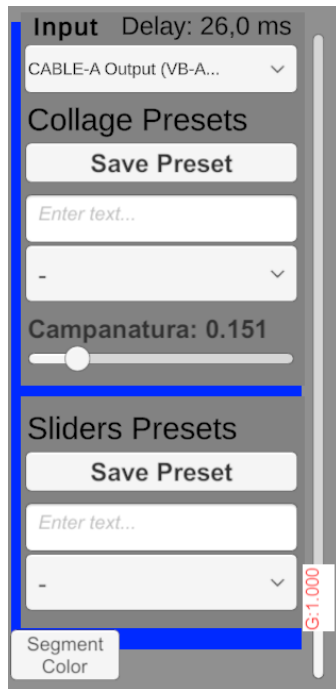 Input Delay: 26,0 ms
CABLE-A Output (VB-A...
Collage Presets
Save Preset
Enter text...
-
Campanatura: 0.151
Sliders Presets
Save Preset
Enter text...
-
G:1.000
Segment
Color